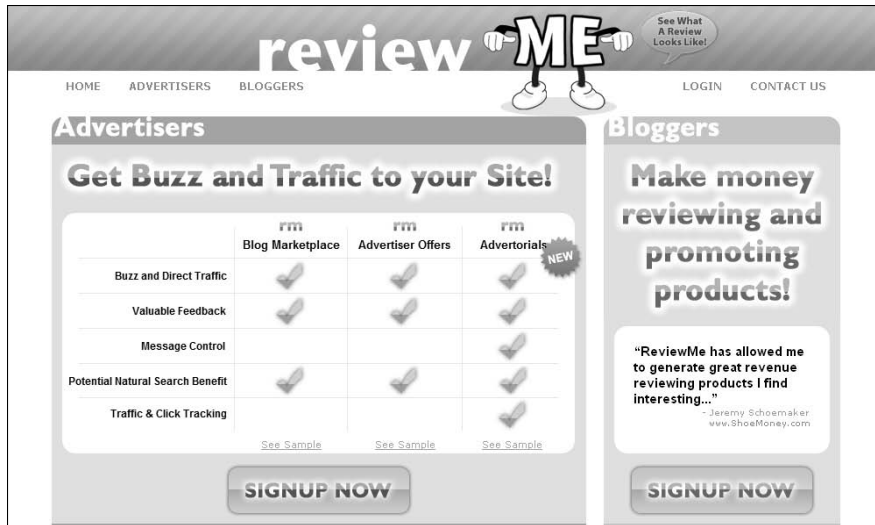 review ME
See What
A Review
Looks Like!
HOME ADVERTISERS BLOGGERS LOGIN CONTACT US
Advertisers
Get Buzz and Traffic to your Site!
rm rm rm
Blog Marketplace Advertiser Offers Advertorials
NEW
Buzz and Direct Traffic
Valuable Feedback
Message Control
Potential Natural Search Benefit
Traffic & Click Tracking
See Sample See Sample See Sample
SIGNUP NOW
Bloggers
Make money
reviewing and
promoting
products!
“ReviewMe has allowed me
to generate great revenue
reviewing products I find
interesting...”
- Jeremy Schoemaker
www.ShoeMoney.com
SIGNUP NOW